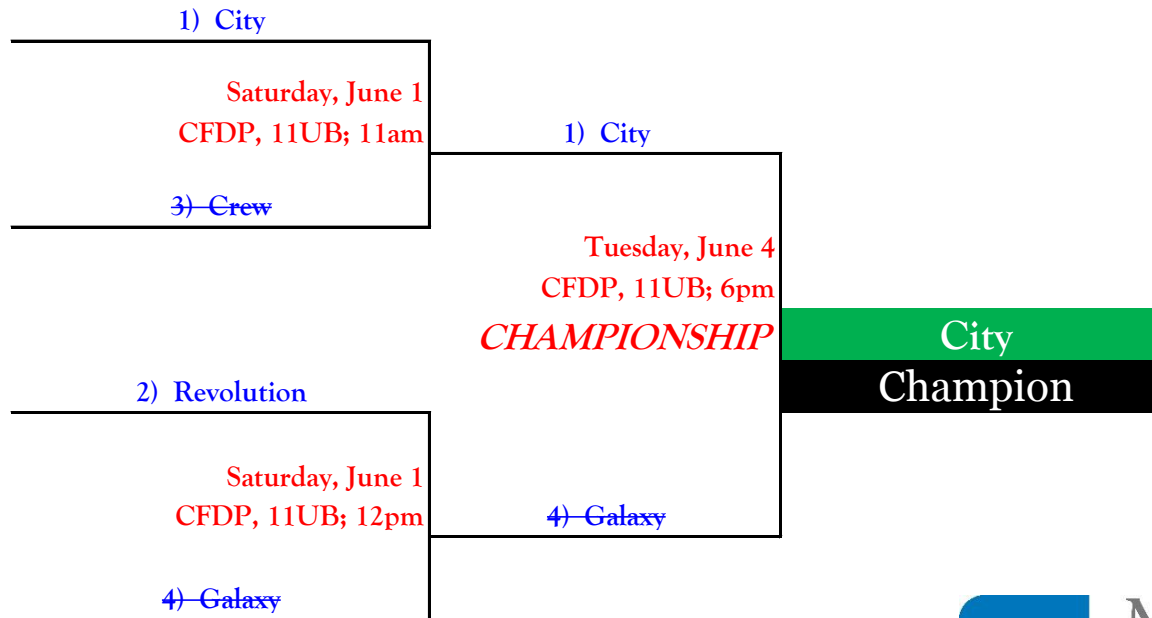 1) City
Saturday, June 1
CFDP, 11UB; 11am
3) Crew
1) City
Tuesday, June 4
CFDP, 11UB; 6pm
CHAMPIONSHIP
City
Champion
2) Revolution
Saturday, June 1
CFDP, 11UB; 12pm
4) Galaxy
4) Galaxy